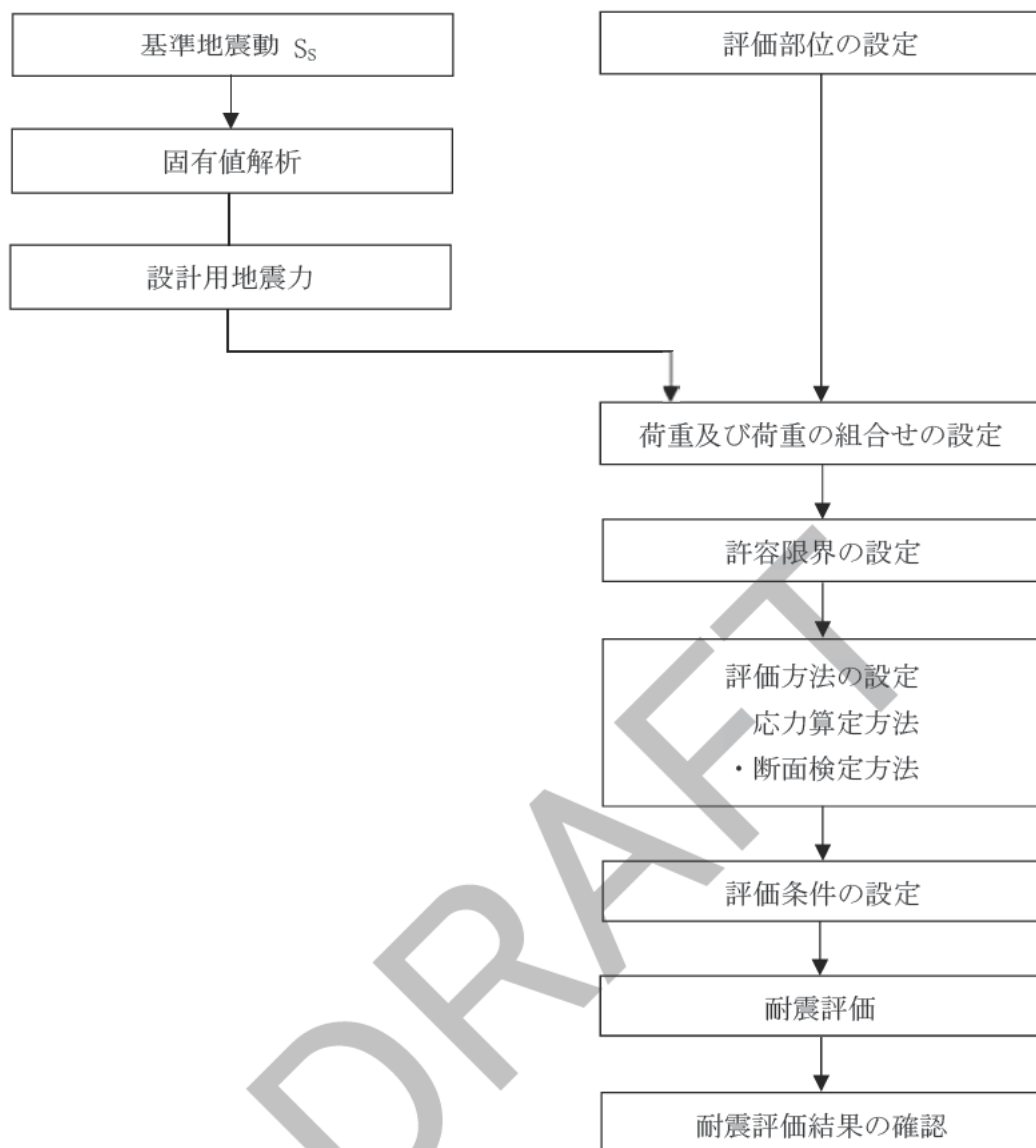 基準地震動 SS
固有値解析
設計用地震力
評価部位の設定
荷重及び荷重の組合せの設定
許容限界の設定
評価方法の設定
応力算定方法
・断面検定方法
評価条件の設定
耐震評価
耐震評価結果の確認
DRAFT